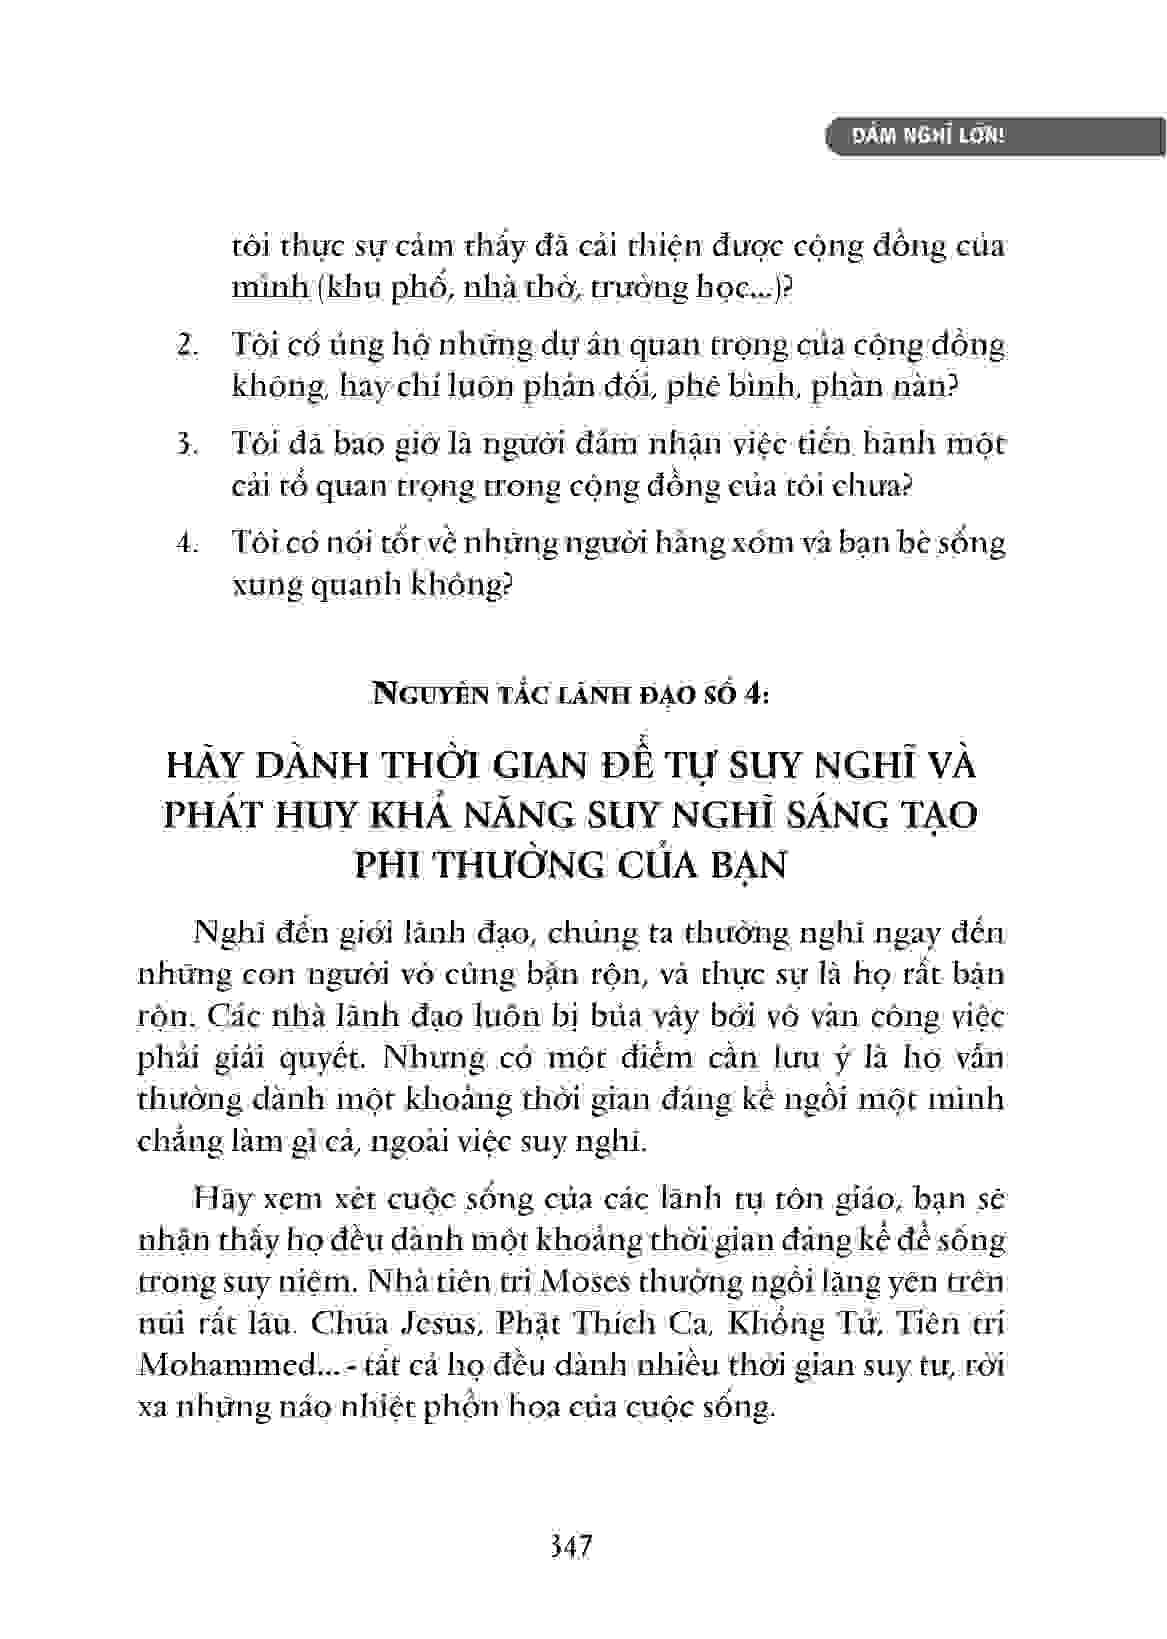 DÁM NGHĨ LỚN!
tôi thực sự cảm thấy đã cải thiện được cộng đồng của
mình (khu phố, nhà thờ, trường học...)?
2. Tôi có ủng hộ những dự án quan trọng của cộng đồng
không, hay chỉ luôn phản đối, phê bình, phàn nàn?
3. Tôi đã bao giờ là người đảm nhận việc tiến hành một
cải tổ quan trọng trong cộng đồng của tôi chưa?
4. Tôi có nói tốt về những người hàng xóm và bạn bè sống
xung quanh không?
NGUYÊN TẮC LÃNH ĐẠO SỐ 4:
HÃY DÀNH THỜI GIAN ĐỂ TỰ SUY NGHĨ VÀ
PHÁT HUY KHẢ NĂNG SUY NGHĨ SÁNG TẠO
PHI THƯỜNG CỦA BẠN
Nghĩ đến giới lãnh đạo, chúng ta thường nghĩ ngay đến
những con người vô cùng bận rộn, và thực sự là họ rất bận
rộn. Các nhà lãnh đạo luôn bị bủa vây bởi vô vàn công việc
phải giải quyết. Nhưng có một điểm cần lưu ý là họ vẫn
thường dành một khoảng thời gian đáng kể ngồi một mình
chẳng làm gì cả, ngoài việc suy nghĩ.
Hãy xem xét cuộc sống của các lãnh tụ tôn giáo, bạn sẽ
nhận thấy họ đều dành một khoảng thời gian đáng kể để sống
trong suy niệm. Nhà tiên tri Moses thường ngồi lặng yên trên
núi rất lâu. Chúa Jesus, Phật Thích Ca, Khổng Tử, Tiên tri
Mohammed... - tất cả họ đều dành nhiều thời gian suy tư, rời
xa những náo nhiệt phồn hoa của cuộc sống.
347